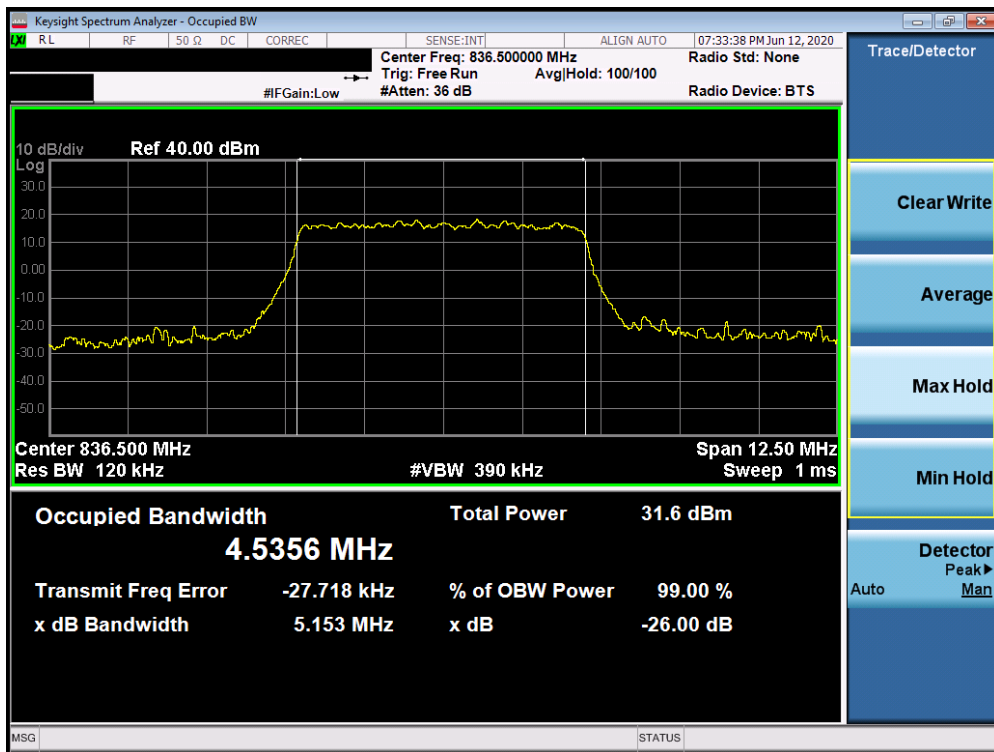 Keysight Spectrum Analyzer - Occupied BW
LXI RL RF 50 Ω DC CORREC SENSE:INT ALIGN AUTO 07:33:38 PM Jun 12, 2020
Center Freq: 836.500000 MHz Radio Std: None
Trig: Free Run Avg|Hold: 100/100
#IFGain:Low #Atten: 36 dB Radio Device: BTS
10 dB/div Ref 40.00 dBm
Log
30.0
20.0
10.0
0.00
-10.0
-20.0
-30.0
-40.0
-50.0
Center 836.500 MHz Span 12.50 MHz
Res BW 120 kHz #VBW 390 kHz Sweep 1 ms
Occupied Bandwidth Total Power 31.6 dBm
4.5356 MHz
Transmit Freq Error -27.718 kHz % of OBW Power 99.00 %
x dB Bandwidth 5.153 MHz x dB -26.00 dB
Trace/Detector
Clear Write
Average
Max Hold
Min Hold
Detector
Peak▶
Auto Man
MSG STATUS